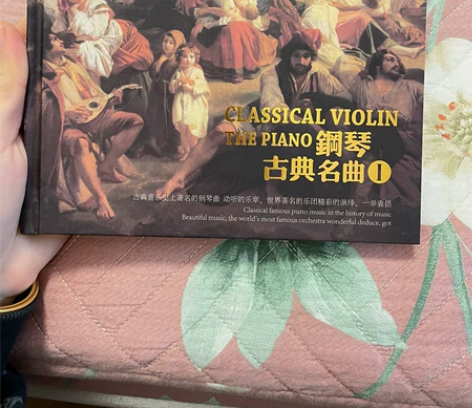 CLASSICAL VIOLIN
THE PIANO 鋼琴
古典名曲 1
古典音乐史上著名的钢琴曲 动听的乐章，世界著名的乐团精彩的演绎，一举囊括
Classical famous piano music in the history of music
Beautiful music, the world's most famous orchestra wonderful deduce, got